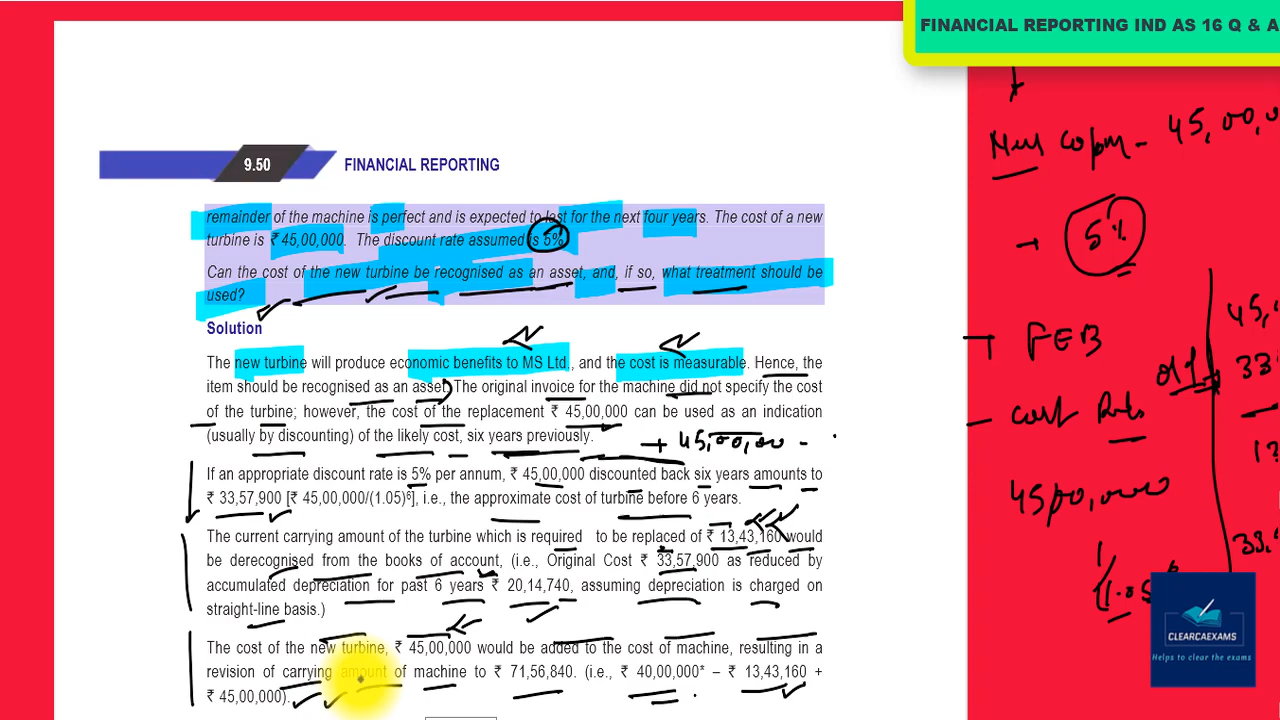 FINANCIAL REPORTING IND AS 16 Q & A
9.50 FINANCIAL REPORTING
remainder of the machine is perfect and is expected to last for the next four years. The cost of a new
turbine is ₹ 45,00,000. The discount rate assumed is 5%.
Can the cost of the new turbine be recognised as an asset, and, if so, what treatment should be
used?
Solution
The new turbine will produce economic benefits to MS Ltd, and the cost is measurable. Hence, the
item should be recognised as an asset. The original invoice for the machine did not specify the cost
of the turbine; however, the cost of the replacement ₹ 45,00,000 can be used as an indication
(usually by discounting) of the likely cost, six years previously.
45,00,000 -
If an appropriate discount rate is 5% per annum, ₹ 45,00,000 discounted back six years amounts to
₹ 33,57,900 [₹ 45,00,000/(1.05)⁶], i.e., the approximate cost of turbine before 6 years.
The current carrying amount of the turbine which is required to be replaced of ₹ 13,43,160 would
be derecognised from the books of account, (i.e., Original Cost ₹ 33,57,900 as reduced by
accumulated depreciation for past 6 years ₹ 20,14,740, assuming depreciation is charged on
straight-line basis.)
The cost of the new turbine, ₹ 45,00,000 would be added to the cost of machine, resulting in a
revision of carrying amount of machine to ₹ 71,56,840. (i.e., ₹ 40,00,000* – ₹ 13,43,160 +
₹ 45,00,000).
45,00,0
5%
FEB
45,
33
Cost
33,
CLEARCAEXAMS
Helps to clear the exams